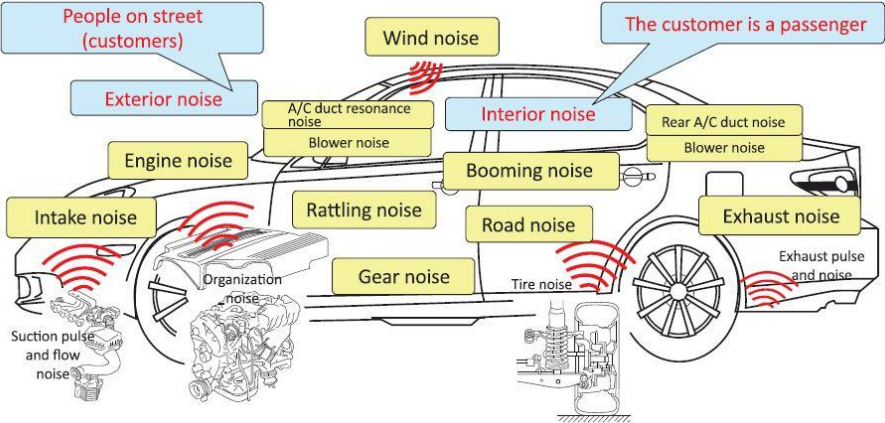 People on street
(customers)
The customer is a passenger
Wind noise
Exterior noise
Interior noise
A/C duct resonance
noise
Blower noise
Rear A/C duct noise
Blower noise
Engine noise
Booming noise
Intake noise
Rattling noise
Road noise
Exhaust noise
Gear noise
Organization
noise
Tire noise
Exhaust pulse
and noise
Suction pulse
and flow
noise